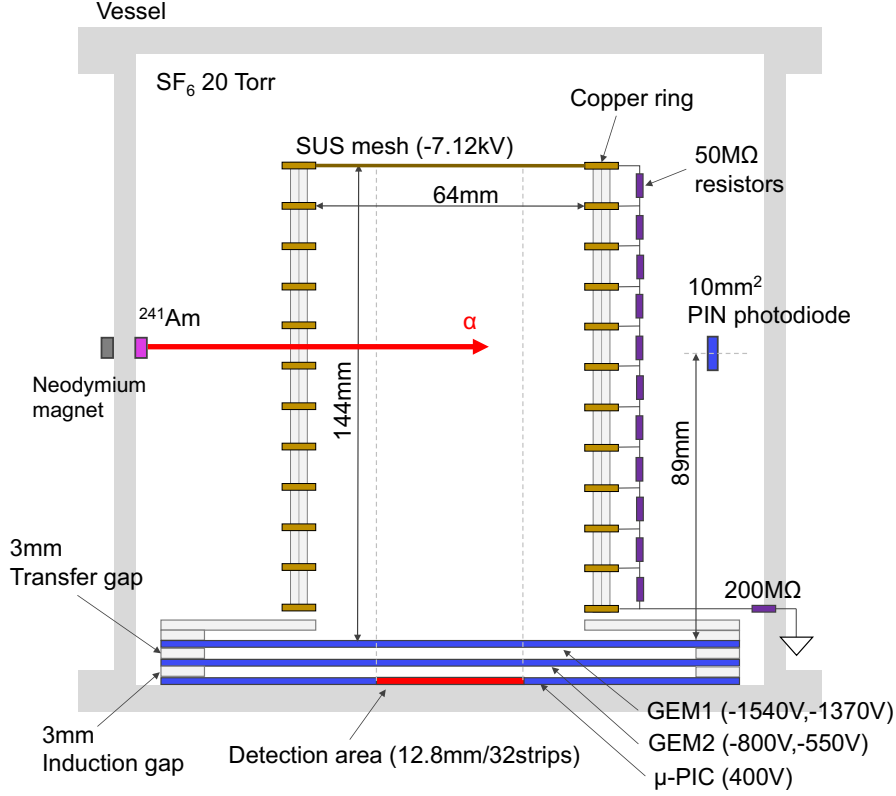 Vessel
SF₆ 20 Torr
Copper ring
SUS mesh (-7.12kV)
50MΩ
resistors
64mm
10mm²
PIN photodiode
²⁴¹Am
α
Neodymium
magnet
144mm
89mm
3mm
Transfer gap
200MΩ
3mm
Induction gap
Detection area (12.8mm/32strips)
GEM1 (-1540V,-1370V)
GEM2 (-800V,-550V)
μ-PIC (400V)